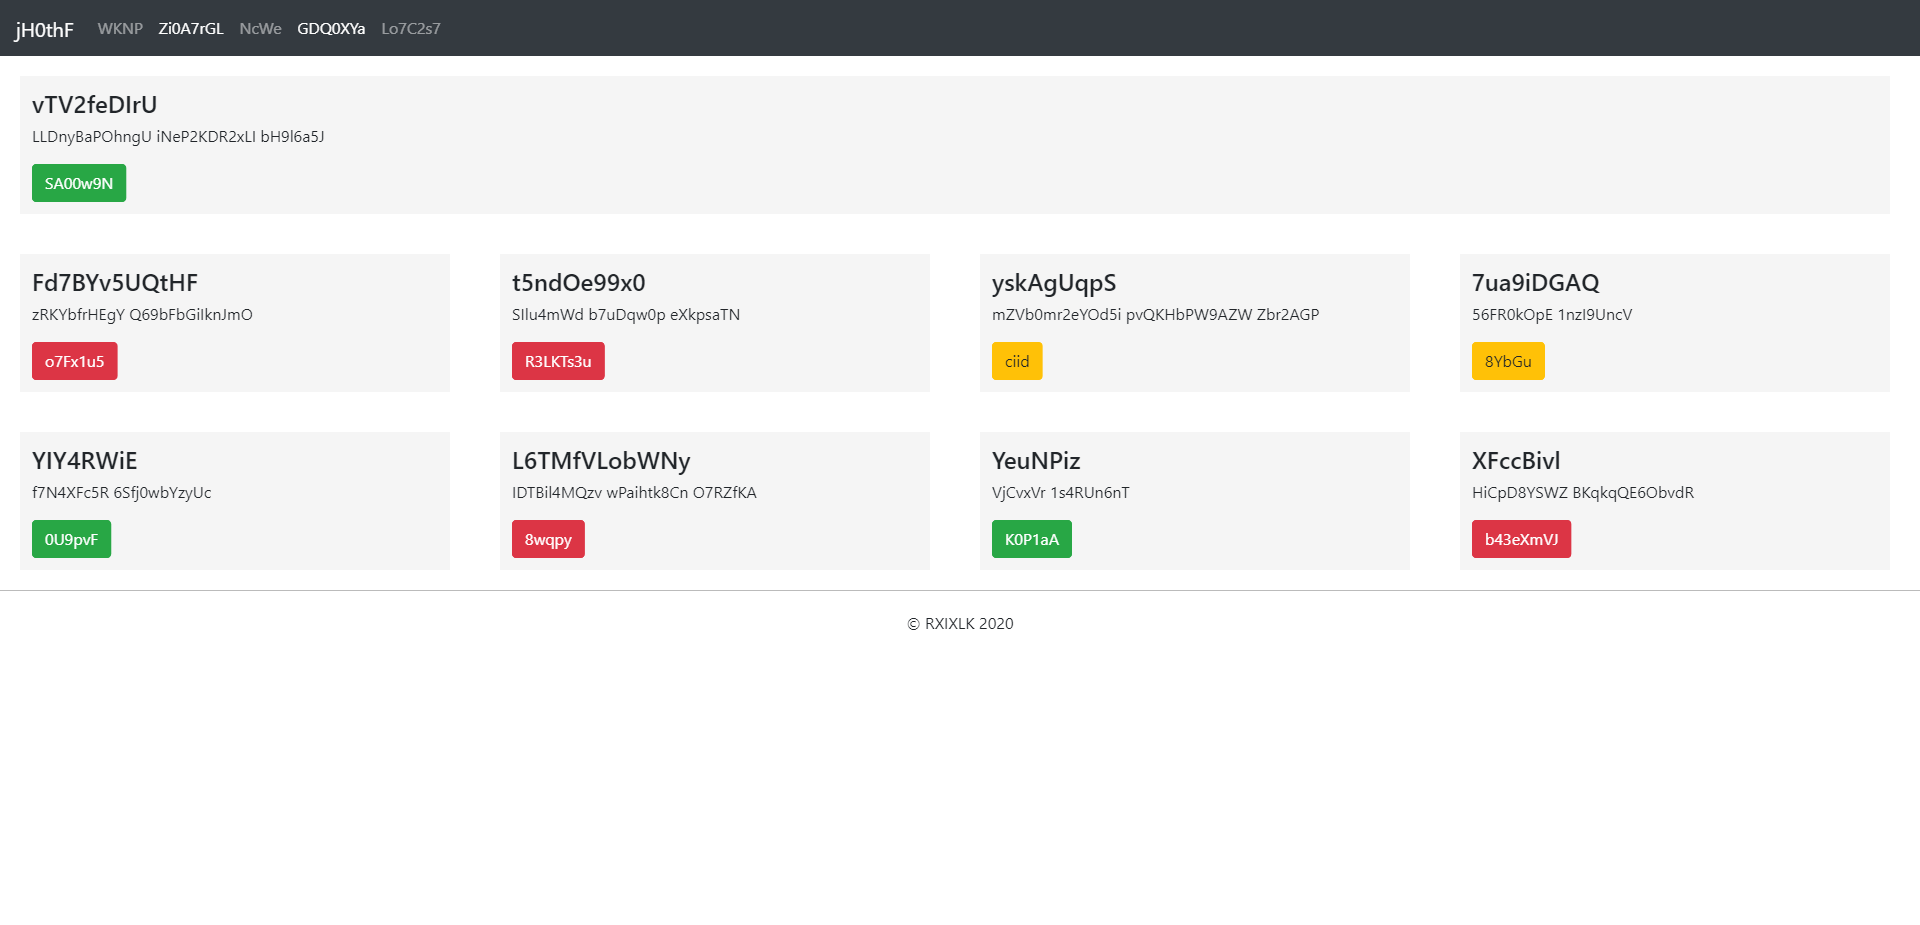 jH0thF WKNP Zi0A7rGL NcWe GDQ0XYa Lo7C2s7
vTV2feDIrU
LLDnyBaPOhngU iNeP2KDR2xLI bH9l6a5J
SA00w9N
Fd7BYv5UQtHF
zRKYbfrHEgY Q69bFbGiIknJmO
o7Fx1u5
t5ndOe99x0
SIlu4mWd b7uDqw0p eXkpsaTN
R3LKTs3u
yskAgUqpS
mZVb0mr2eYOd5i pvQKHbPW9AZW Zbr2AGP
ciid
7ua9iDGAQ
56FR0kOpE 1nzI9UncV
8YbGu
YIY4RWiE
f7N4XFc5R 6Sfj0wbYzyUc
0U9pvF
L6TMfVLobWNy
IDTBil4MQzv wPaihtk8Cn O7RZfKA
8wqpy
YeuNPiz
VjCvxVr 1s4RUn6nT
K0P1aA
XFccBivl
HiCpD8YSWZ BKqkqQE6ObvdR
b43eXmVJ
© RXIXLK 2020